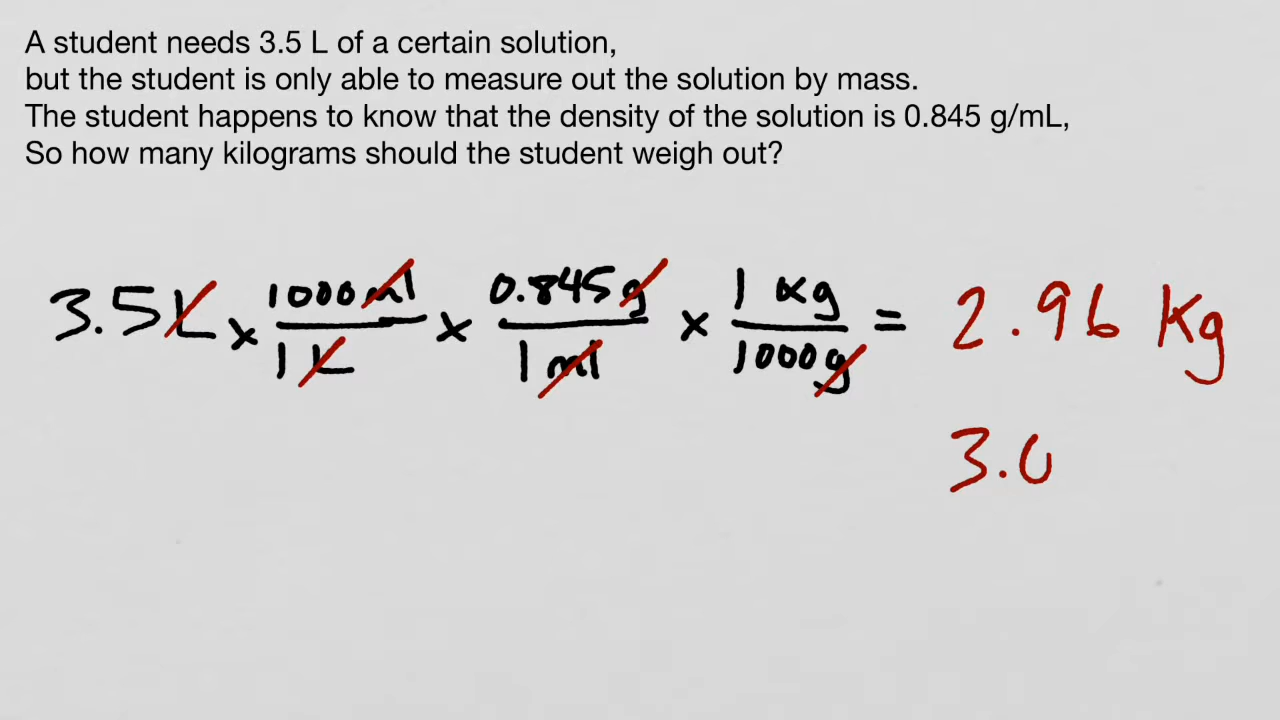 A student needs 3.5 L of a certain solution,
but the student is only able to measure out the solution by mass.
The student happens to know that the density of the solution is 0.845 g/mL,
So how many kilograms should the student weigh out?
3.5 L x 1000 ml / 1 L x 0.845 g / 1 ml x 1 kg / 1000 g = 2.96 Kg
3.0